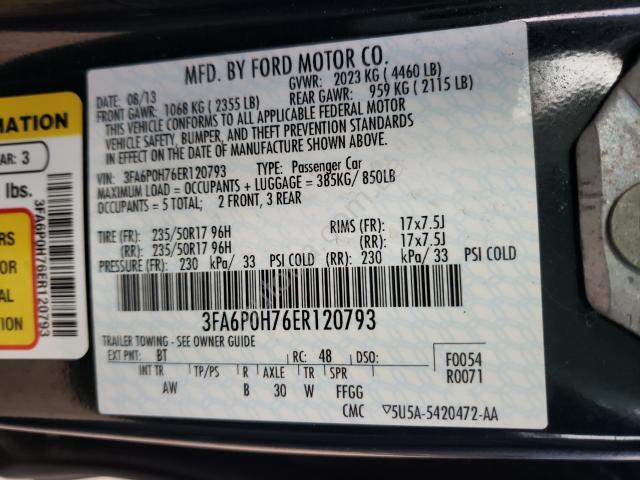 MFD. BY FORD MOTOR CO.
DATE: 08/13 GVWR: 2023 KG ( 4460 LB)
FRONT GAWR: 1068 KG ( 2355 LB) REAR GAWR: 959 KG ( 2115 LB)
THIS VEHICLE CONFORMS TO ALL APPLICABLE FEDERAL MOTOR
VEHICLE SAFETY, BUMPER, AND THEFT PREVENTION STANDARDS
IN EFFECT ON THE DATE OF MANUFACTURE SHOWN ABOVE.
VIN: 3FA6P0H76ER120793 TYPE: Passenger Car
MAXIMUM LOAD = OCCUPANTS + LUGGAGE = 385KG/ 850LB
OCCUPANTS = 5 TOTAL; 2 FRONT, 3 REAR
TIRE (FR): 235/50R17 96H RIMS (FR): 17x7.5J
(RR): 235/50R17 96H (RR): 17x7.5J
PRESSURE (FR): 230 kPa/ 33 PSI COLD (RR): 230 kPa/ 33 PSI COLD
3FA6P0H76ER120793
TRAILER TOWING - SEE OWNER GUIDE
EXT PNT: BT RC: 48 DSO: F0054
INT TR TP/PS R AXLE TR SPR R0071
AW B 30 W FFGG
CMC ▽5U5A-5420472-AA
MATION
AR: 3
lbs.
RS
OR
AL
TION
3FA6P0H76ER120793